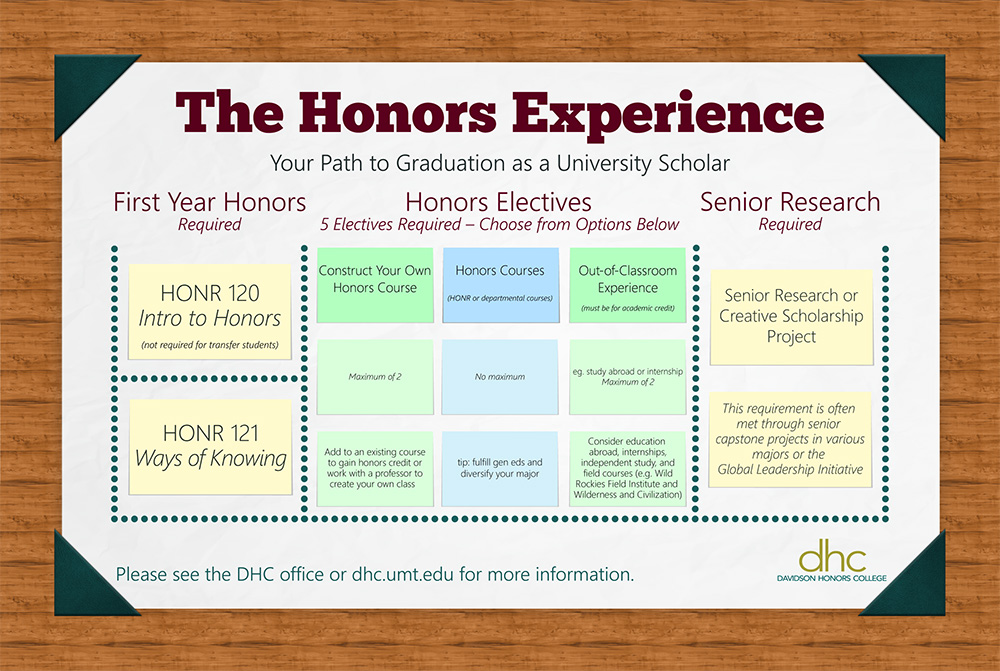 The Honors Experience
Your Path to Graduation as a University Scholar
First Year Honors
Required
HONR 120
Intro to Honors
(not required for transfer students)
HONR 121
Ways of Knowing
Honors Electives
5 Electives Required – Choose from Options Below
Construct Your Own
Honors Course
Maximum of 2
Add to an existing course
to gain honors credit or
work with a professor to
create your own class
Honors Courses
(HONR or departmental courses)
No maximum
tip: fulfill gen eds and
diversify your major
Out-of-Classroom
Experience
(must be for academic credit)
eg. study abroad or internship
Maximum of 2
Consider education
abroad, internships,
independent study, and
field courses (e.g. Wild
Rockies Field Institute and
Wilderness and Civilization)
Senior Research
Required
Senior Research or
Creative Scholarship
Project
This requirement is often
met through senior
capstone projects in various
majors or the
Global Leadership Initiative
Please see the DHC office or dhc.umt.edu for more information.
dhc
DAVIDSON HONORS COLLEGE